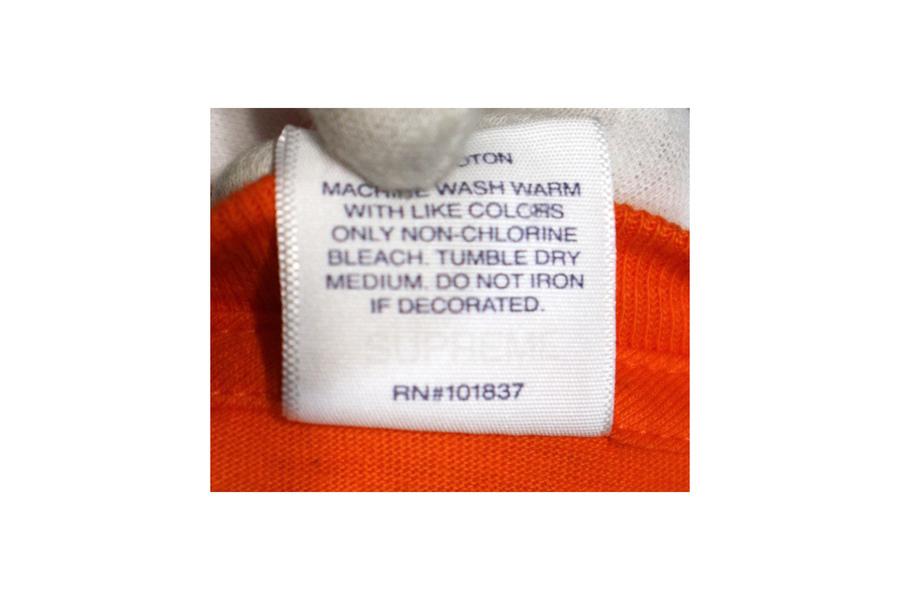 MACHINE WASH WARM
WITH LIKE COLORS
ONLY NON-CHLORINE
BLEACH. TUMBLE DRY
MEDIUM. DO NOT IRON
IF DECORATED.
SUPREME
RN#101837